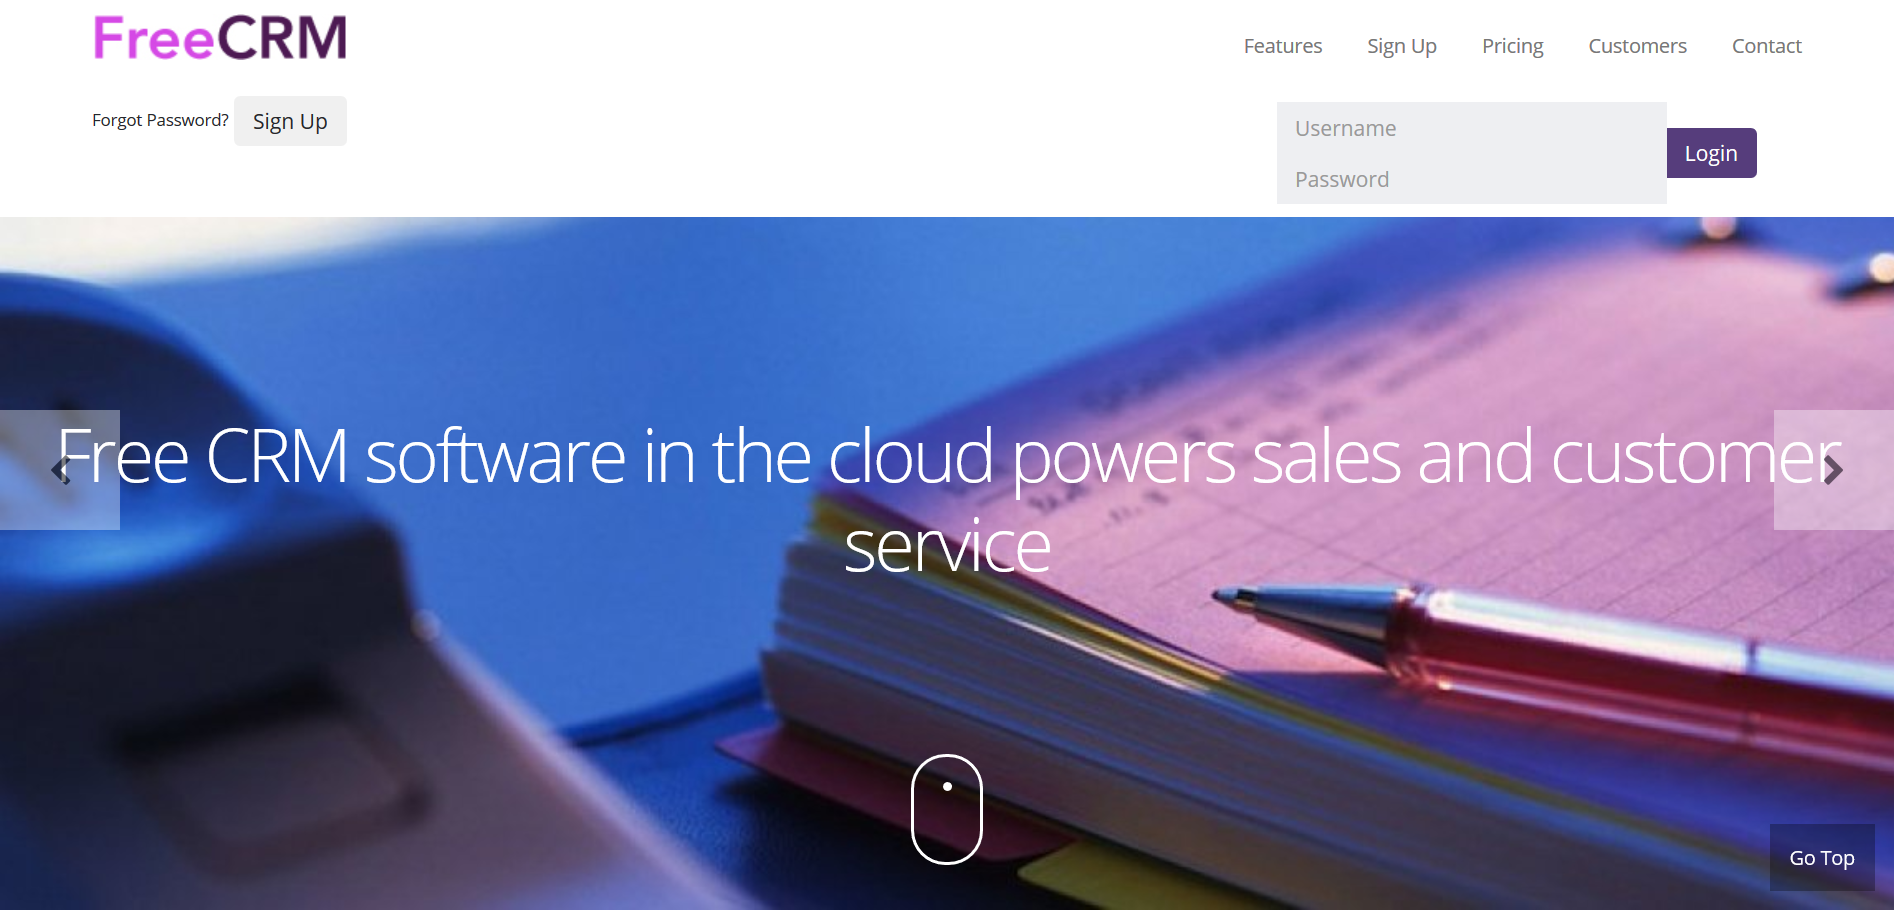 FreeCRM
Features Sign Up Pricing Customers Contact
Forgot Password? Sign Up
Username
Password
Login
Free CRM software in the cloud powers sales and customer
service
Go Top